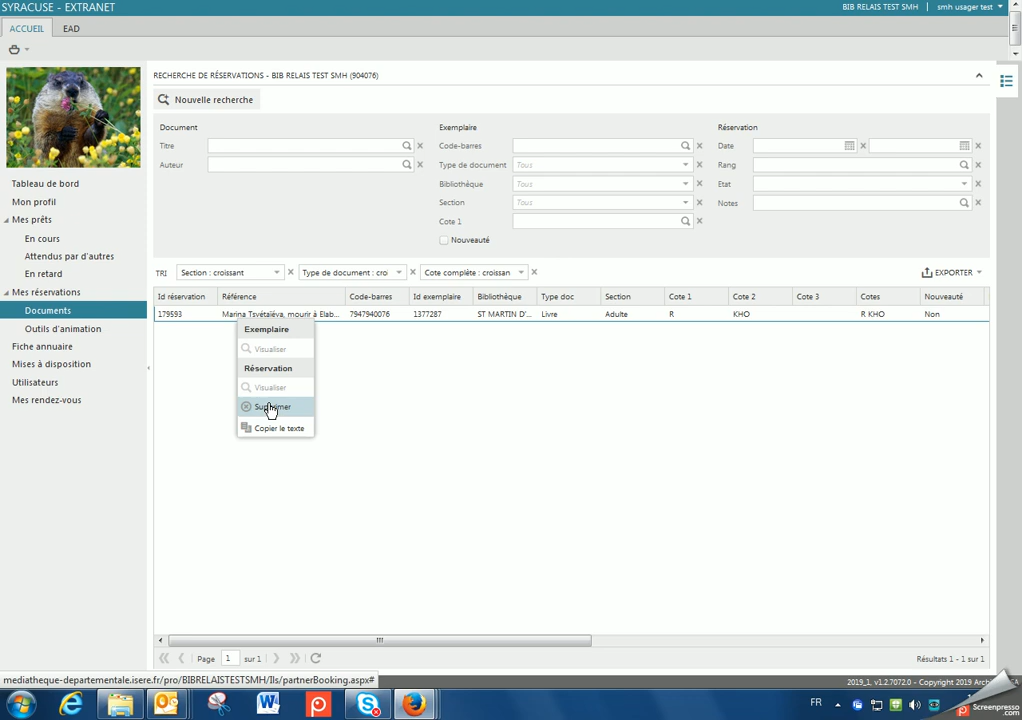 SYRACUSE - EXTRANET
BIB RELAIS TEST SMH | smh usager test
ACCUEIL EAD
RECHERCHE DE RÉSERVATIONS - BIB RELAIS TEST SMH (904076)
Nouvelle recherche
Document Exemplaire Réservation
Titre Code-barres Date
Auteur Type de document Tous Rang
Bibliothèque Tous Etat
Section Tous Notes
Cote 1
Nouveauté
Tableau de bord
Mon profil
Mes prêts
En cours
Attendus par d'autres
En retard
Mes réservations
Documents
Outils d'animation
Fiche annuaire
Mises à disposition
Utilisateurs
Mes rendez-vous
TRI Section : croissant Type de document : croi Cote complète : croissan EXPORTER
Id réservation Référence Code-barres Id exemplaire Bibliothèque Type doc Section Cote 1 Cote 2 Cote 3 Cotes Nouveauté
179593 Marina Tsvétaïéva, mourir à Elab... 7947940076 1377287 ST MARTIN D'... Livre Adulte R KHO R KHO Non
Exemplaire
Visualiser
Réservation
Visualiser
Supprimer
Copier le texte
Page 1 sur 1 Résultats 1 - 1 sur 1
mediatheque-departementale.isere.fr/pro/BIBRELAISTESTSMH/Ils/partnerBooking.aspx#
2019_1, v1.2.7072.0 - Copyright 2019
FR
Screenpresso
.com